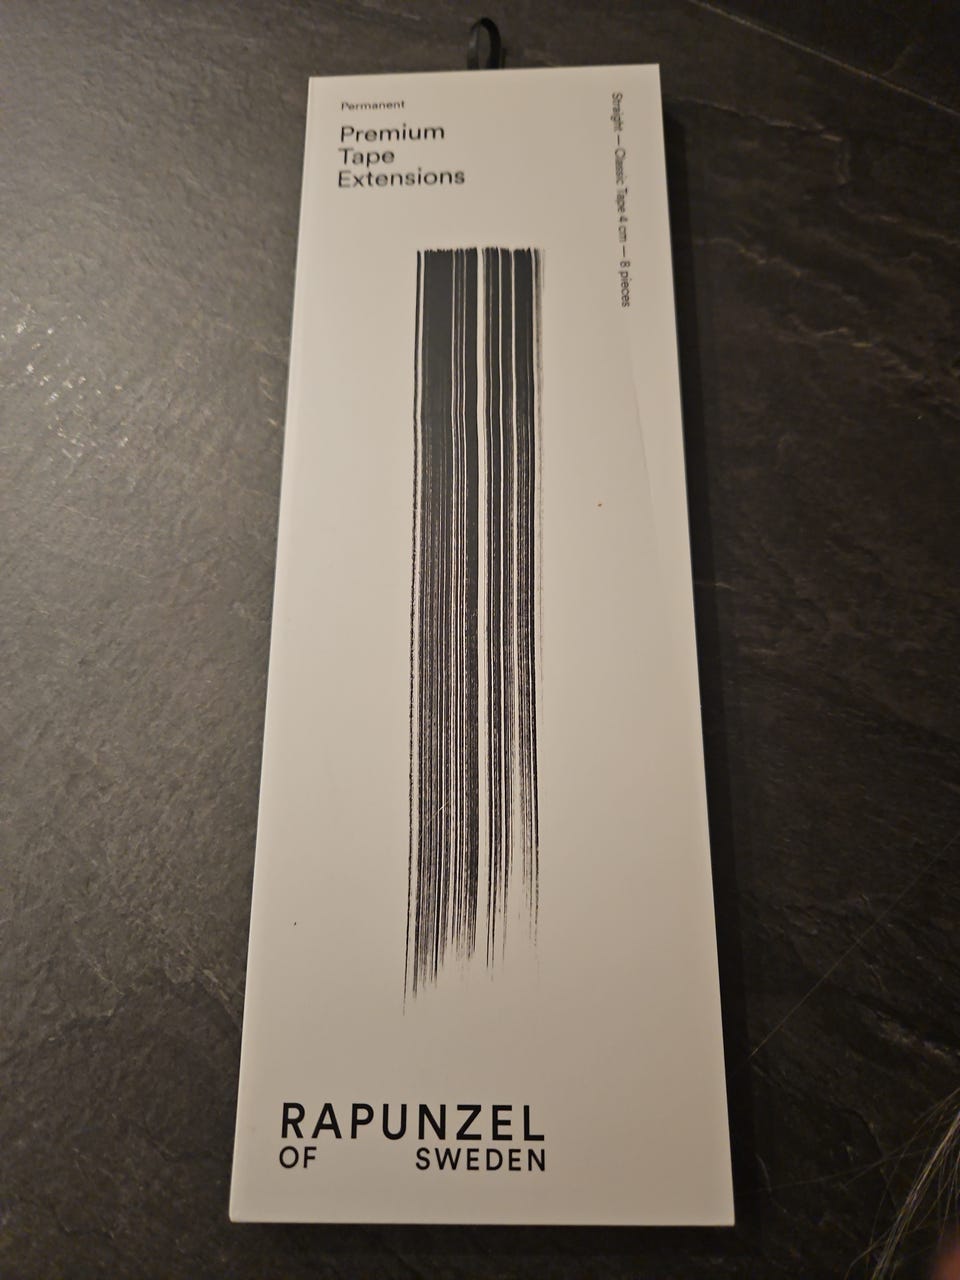 Permanent
Premium
Tape
Extensions
Straight — Classic Tape 4 cm — 8 pieces
RAPUNZEL
OF SWEDEN